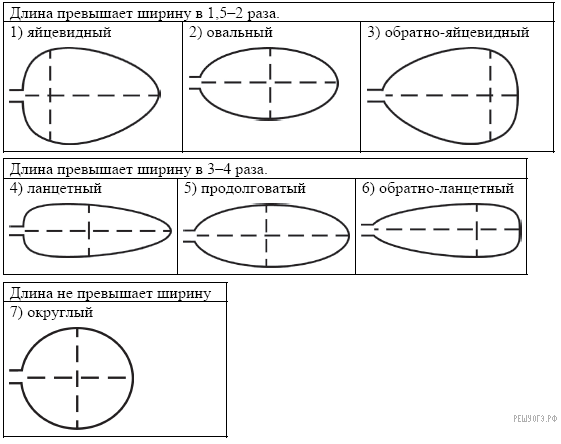 Длина превышает ширину в 1,5–2 раза.
1) яйцевидный
2) овальный
3) обратно-яйцевидный
Длина превышает ширину в 3–4 раза.
4) ланцетный
5) продолговатый
6) обратно-ланцетный
Длина не превышает ширину
7) округлый
РЕШУОГЭ.РФ